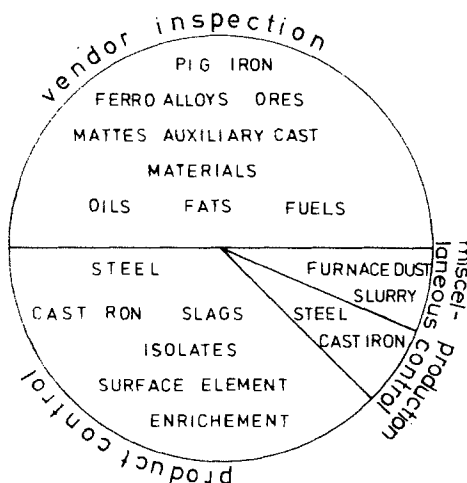 vendor inspection
PIG IRON
FERRO ALLOYS ORES
MATTES AUXILIARY CAST
MATERIALS
OILS FATS FUELS
STEEL
CAST RON SLAGS
ISOLATES
SURFACE ELEMENT
ENRICHEMENT
product control
FURNACE DUST
SLURRY
miscel-
laneous
STEEL
CAST IRON
production
control